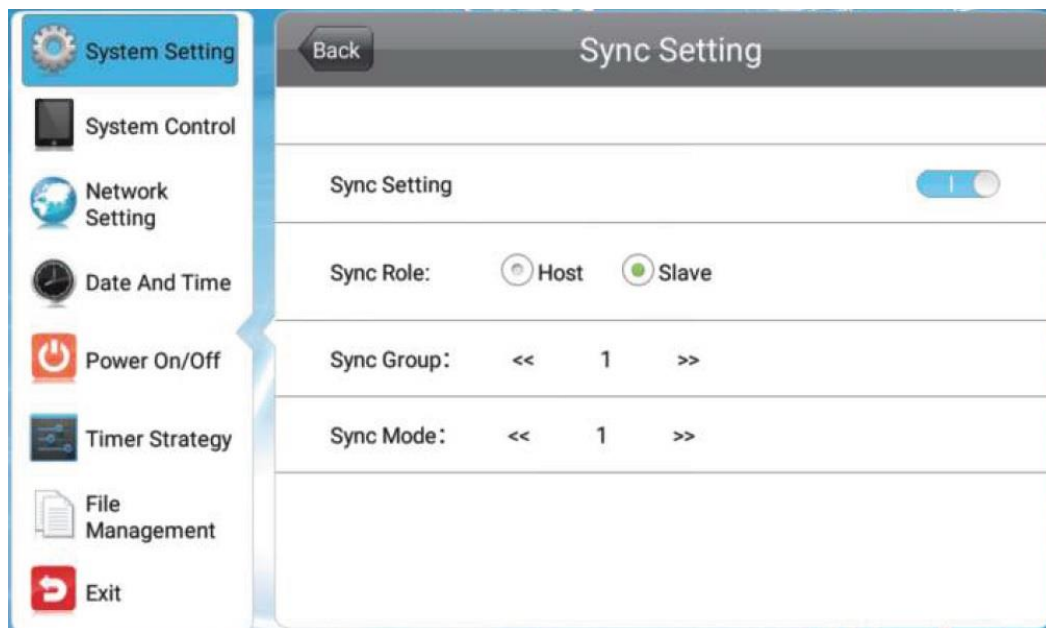 System Setting
System Control
Network
Setting
Date And Time
Power On/Off
Timer Strategy
File
Management
Exit
Back
Sync Setting
Sync Setting
Sync Role: Host Slave
Sync Group: << 1 >>
Sync Mode: << 1 >>